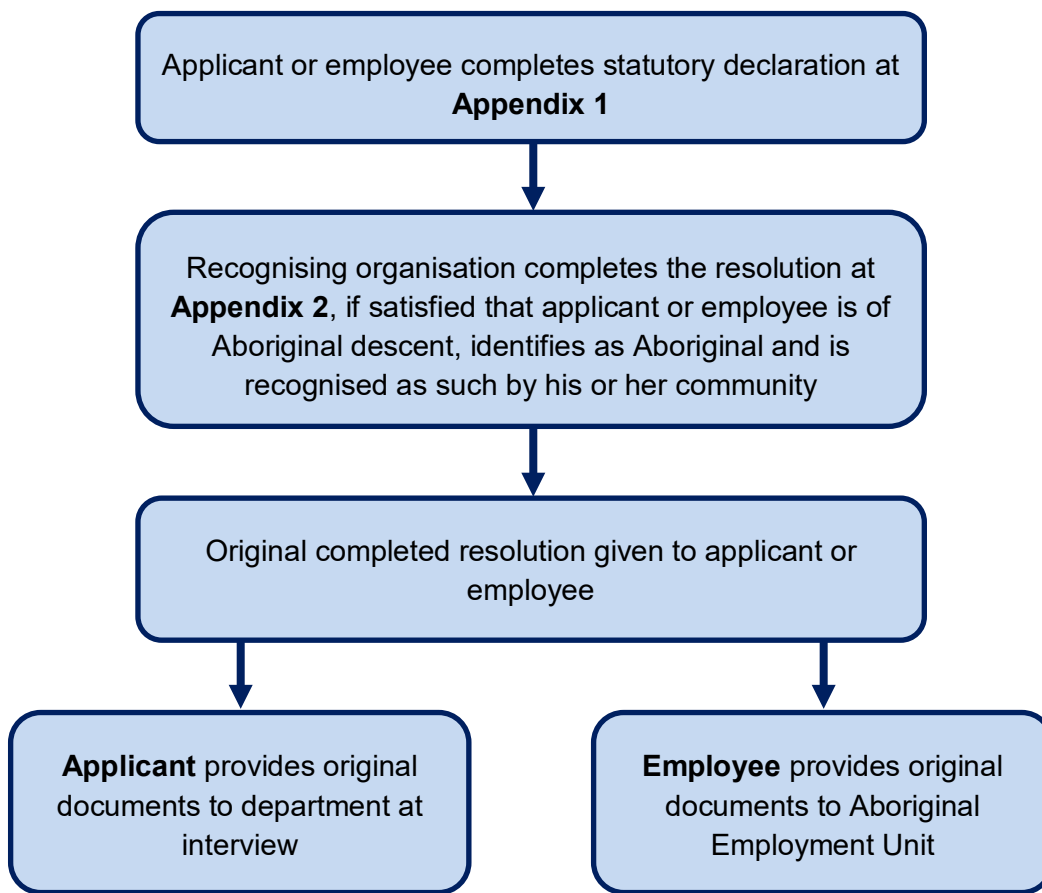 Applicant or employee completes statutory declaration at
Appendix 1
Recognising organisation completes the resolution at
Appendix 2, if satisfied that applicant or employee is of
Aboriginal descent, identifies as Aboriginal and is
recognised as such by his or her community
Original completed resolution given to applicant or
employee
Applicant provides original
documents to department at
interview
Employee provides original
documents to Aboriginal
Employment Unit